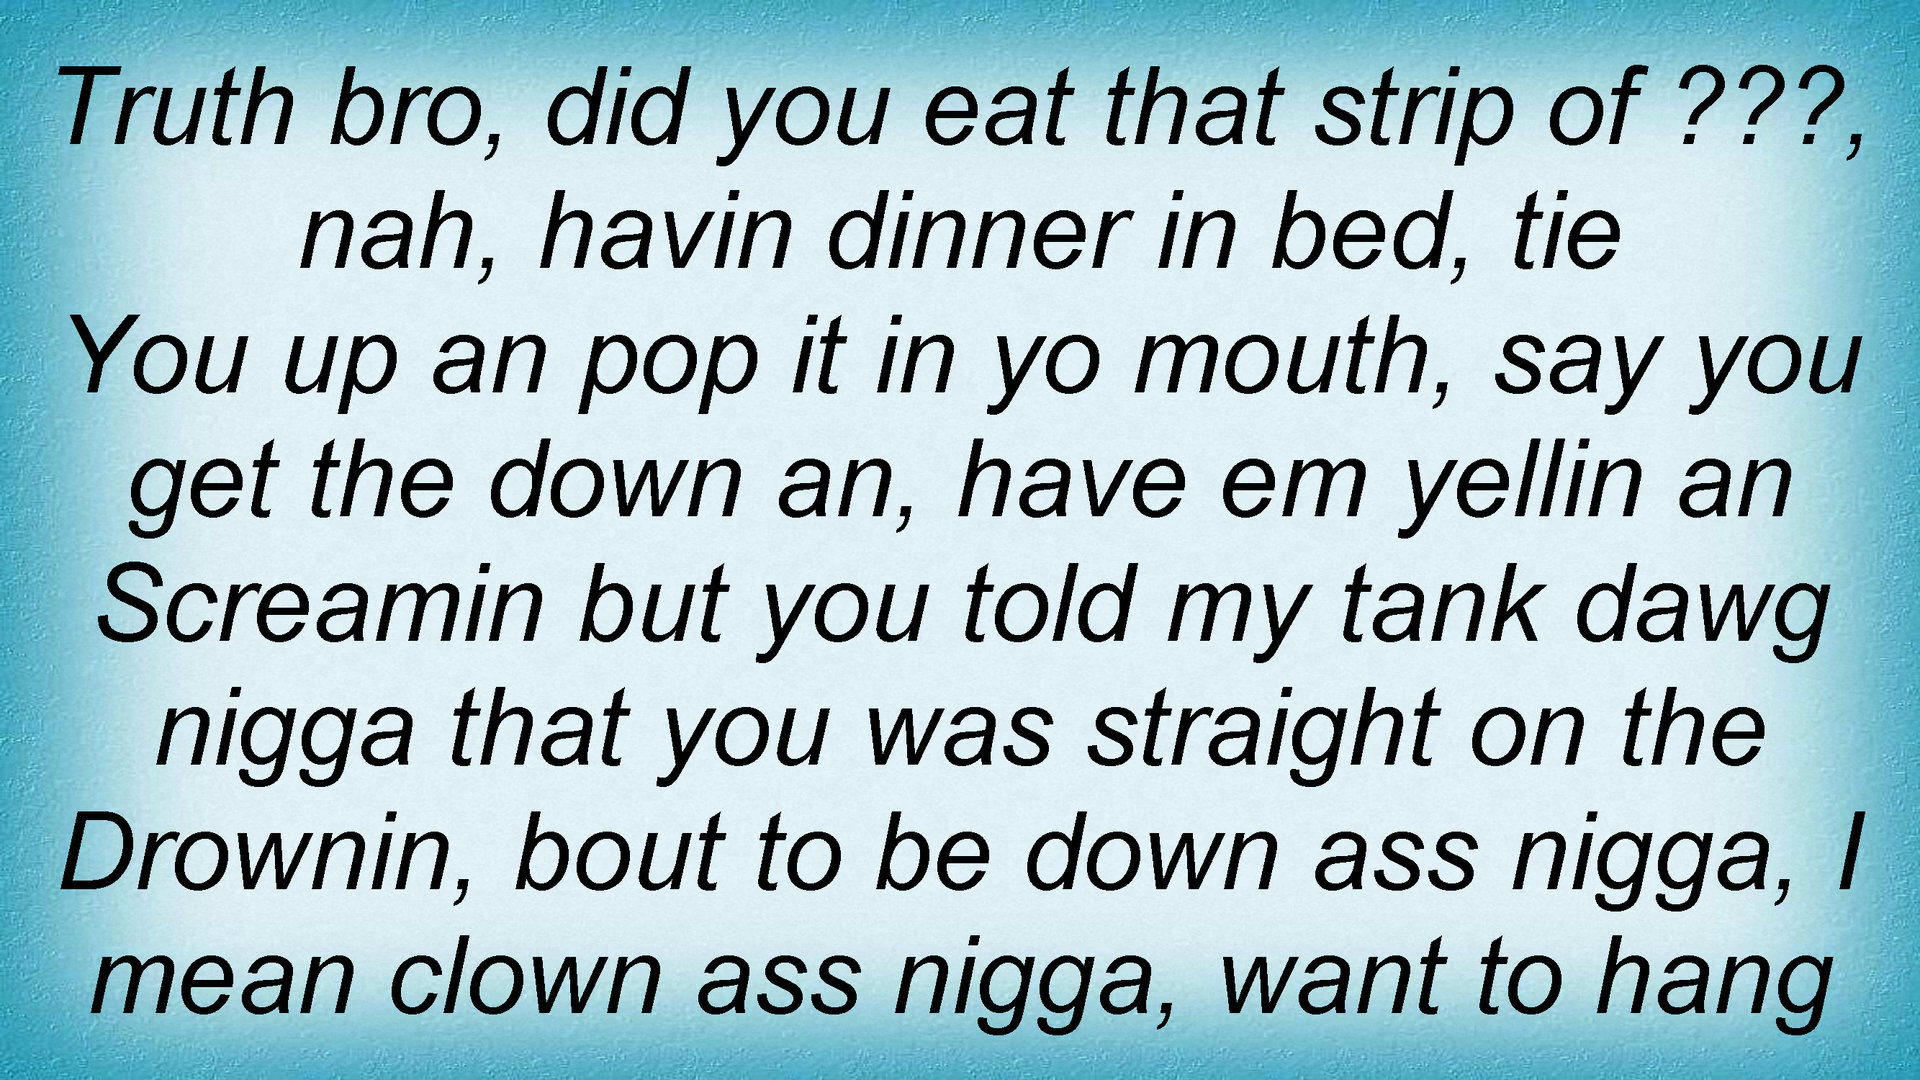 Truth bro, did you eat that strip of ???,
nah, havin dinner in bed, tie
You up an pop it in yo mouth, say you
get the down an, have em yellin an
Screamin but you told my tank dawg
nigga that you was straight on the
Drownin, bout to be down ass nigga, I
mean clown ass nigga, want to hang